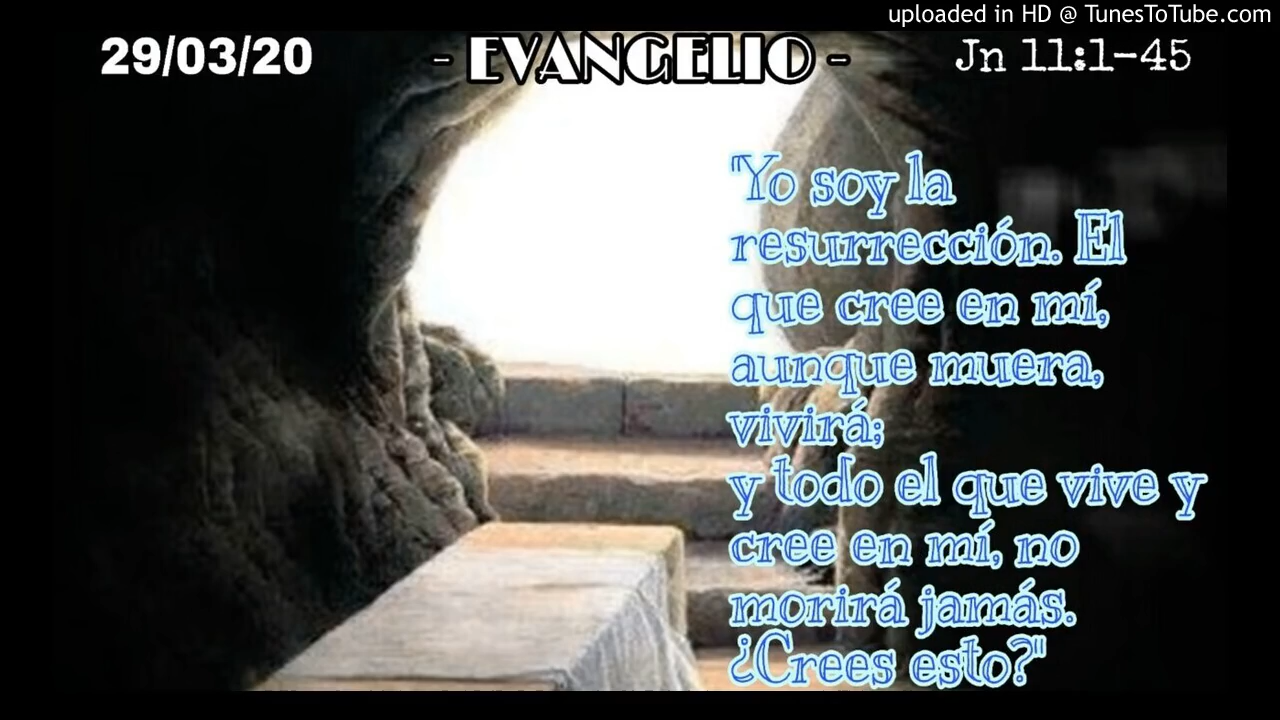 uploaded in HD @ TunesToTube.com
29/03/20 - EVANGELIO - Jn 11:1-45
"Yo soy la
resurrección. El
que cree en mí,
aunque muera,
vivirá;
y todo el que vive y
cree en mí, no
morirá jamás.
¿Crees esto?"